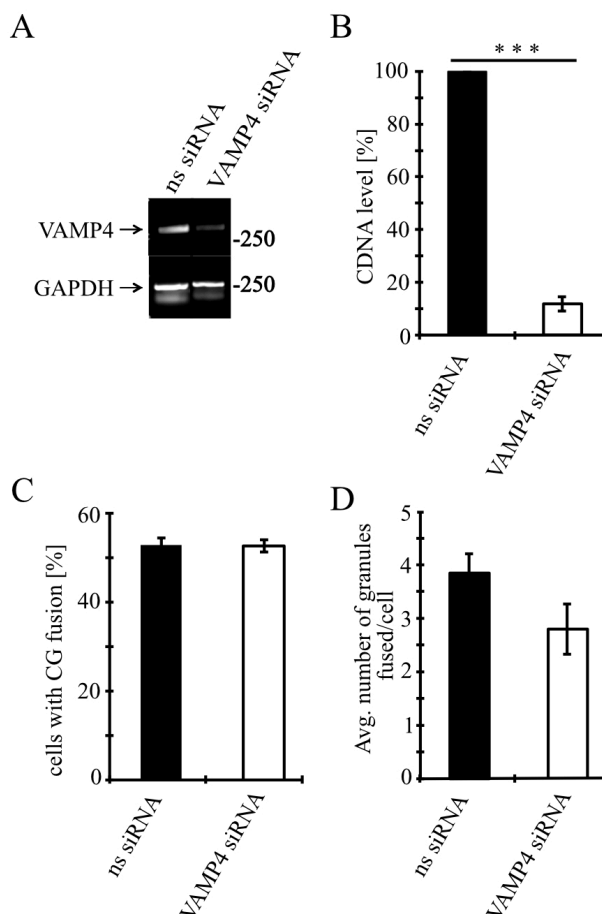 A
ns siRNA
VAMP4 siRNA
VAMP4
-250
GAPDH
-250
B
* * *
CDNA level [%]
100
80
60
40
20
0
ns siRNA
VAMP4 siRNA
C
cells with CG fusion [%]
60
20
20
0
ns siRNA
VAMP4 siRNA
D
Avg. number of granules
fused/cell
5
4
3
2
1
0
ns siRNA
VAMP4 siRNA